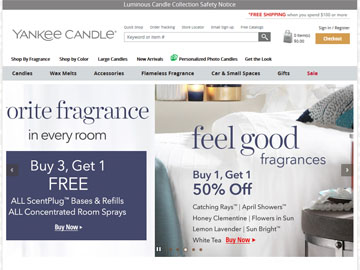 Luminous Candle Collection Safety Notice
*FREE SHIPPING when you spend $100 or more
Quick Shop Order Tracking Store Locator Email Sign-up Free Catalog
Sign in / Register
YANKEE CANDLE®
Keyword or item #
0 item(s)
$0.00
Checkout
Shop By Fragrance Shop by Color Large Candles New Arrivals Personalized Photo Candles Get the Look
Candles Wax Melts Accessories Flameless Fragrance Car & Small Spaces Gifts Sale
orite fragrance
in every room
Buy 3, Get 1
FREE
ALL ScentPlug™ Bases & Refills
ALL Concentrated Room Sprays
Buy Now
feel good
fragrances
Buy 1, Get 1
50% Off
Catching Rays™ | April Showers™
Honey Clementine | Flowers in Sun
Lemon Lavender | Sun Bright™
White Tea Buy Now